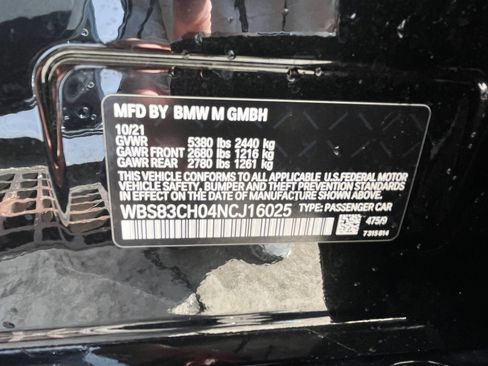 MFD BY BMW M GMBH
10/21
GVWR 5380 lbs 2440 kg
GAWR FRONT 2680 lbs 1216 kg
GAWR REAR 2780 lbs 1261 kg
THIS VEHICLE CONFORMS TO ALL APPLICABLE U.S.FEDERAL MOTOR
VEHICLE SAFETY, BUMPER, AND THEFT PREVENTION STANDARDS
IN EFFECT ON THE DATE OF MANUFACTURE SHOWN ABOVE.
WBS83CH04NCJ16025 TYPE: PASSENGER CAR
475/9
7 315 814